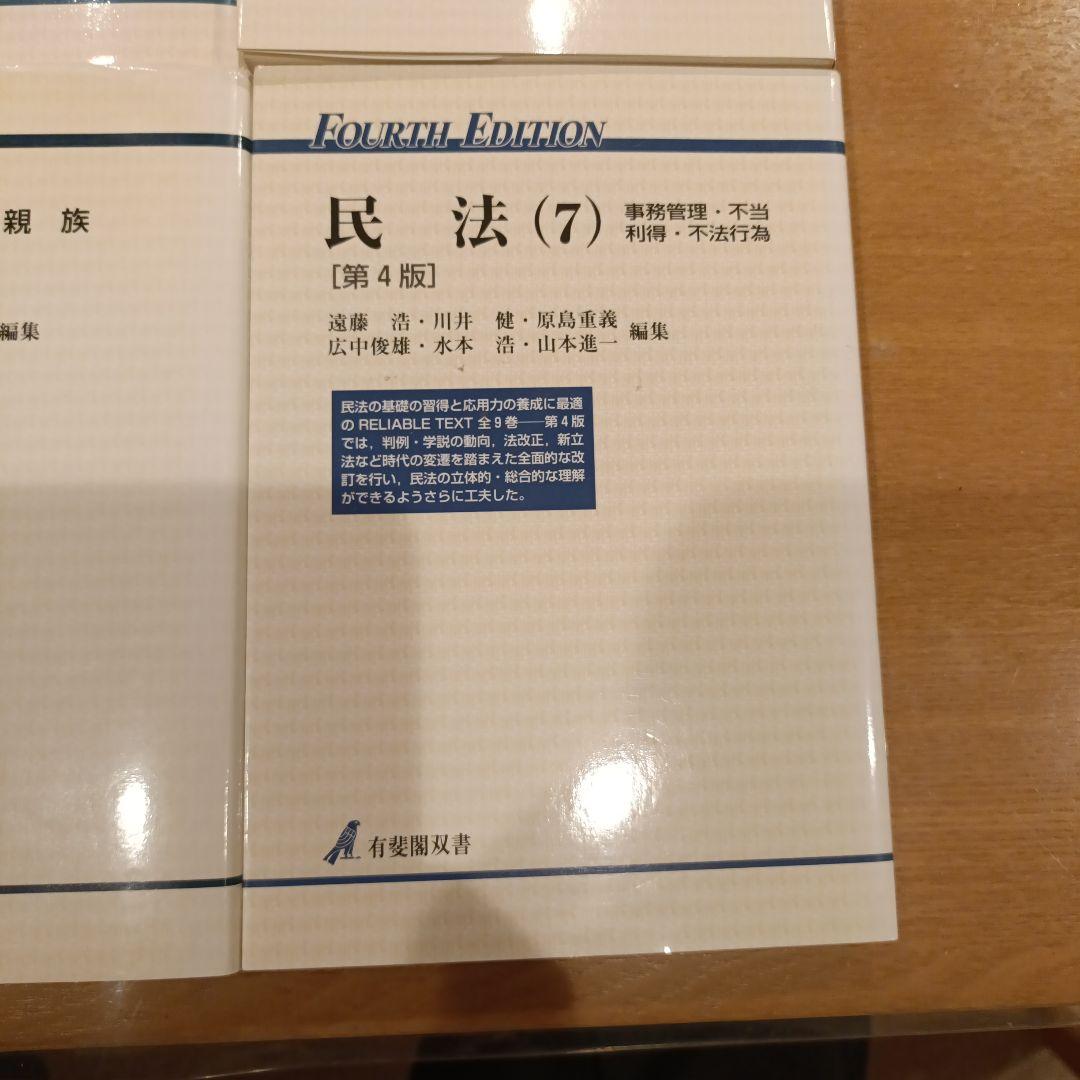 親 族
編集
FOURTH EDITION
民 法(7) 事務管理・不当
利得・不法行為
[第4版]
遠藤 浩・川井 健・原島重義
広中俊雄・水本 浩・山本進一 編集
民法の基礎の習得と応用力の養成に最適
の RELIABLE TEXT 全9巻──第4版
では,判例・学説の動向,法改正,新立
法など時代の変遷を踏まえた全面的な改
訂を行い,民法の立体的・総合的な理解
ができるようさらに工夫した。
有斐閣双書